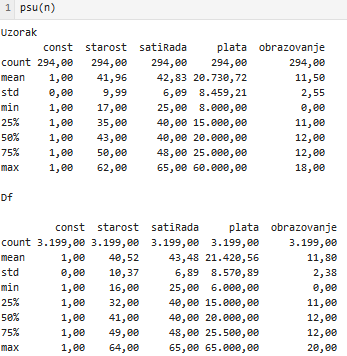 1 psu(n)
Uzorak
const starost satiRada plata obrazovanje
count 294,00 294,00 294,00 294,00 294,00
mean 1,00 41,96 42,83 20.730,72 11,50
std 0,00 9,99 6,09 8.459,21 2,55
min 1,00 17,00 25,00 8.000,00 0,00
25% 1,00 35,00 40,00 15.000,00 11,00
50% 1,00 43,00 40,00 20.000,00 12,00
75% 1,00 50,00 48,00 25.000,00 12,00
max 1,00 62,00 65,00 60.000,00 18,00
Df
const starost satiRada plata obrazovanje
count 3.199,00 3.199,00 3.199,00 3.199,00 3.199,00
mean 1,00 40,52 43,48 21.420,56 11,80
std 0,00 10,37 6,89 8.570,89 2,38
min 1,00 16,00 25,00 6.000,00 0,00
25% 1,00 32,00 40,00 15.000,00 11,00
50% 1,00 41,00 40,00 20.000,00 12,00
75% 1,00 49,00 48,00 25.500,00 12,00
max 1,00 64,00 65,00 65.000,00 20,00